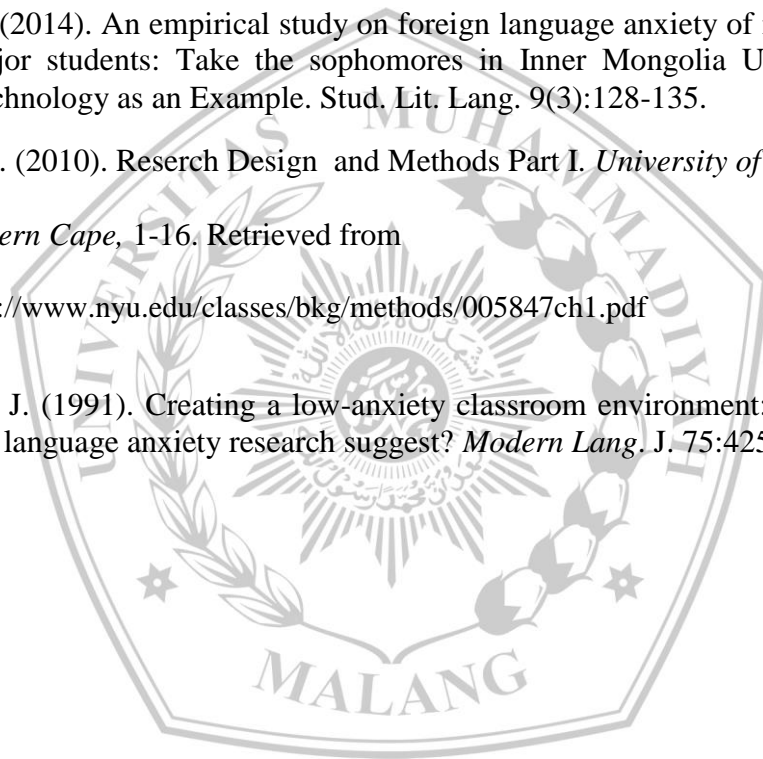 (2014). An empirical study on foreign language anxiety of
jor students: Take the sophomores in Inner Mongolia U
chnology as an Example. Stud. Lit. Lang. 9(3):128-135.
. (2010). Reserch Design and Methods Part I. University of
ern Cape, 1-16. Retrieved from
://www.nyu.edu/classes/bkg/methods/005847ch1.pdf
J. (1991). Creating a low-anxiety classroom environment:
language anxiety research suggest? Modern Lang. J. 75:425
UNIVERSITAS MUHAMMADIYAH
MALANG